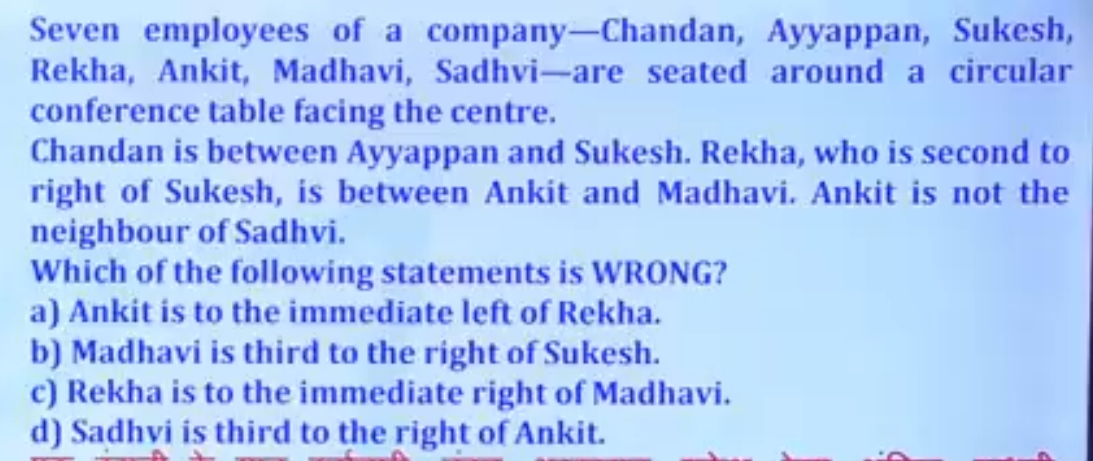 Seven employees of a company—Chandan, Ayyappan, Sukesh,
Rekha, Ankit, Madhavi, Sadhvi—are seated around a circular
conference table facing the centre.
Chandan is between Ayyappan and Sukesh. Rekha, who is second to
right of Sukesh, is between Ankit and Madhavi. Ankit is not the
neighbour of Sadhvi.
Which of the following statements is WRONG?
a) Ankit is to the immediate left of Rekha.
b) Madhavi is third to the right of Sukesh.
c) Rekha is to the immediate right of Madhavi.
d) Sadhvi is third to the right of Ankit.